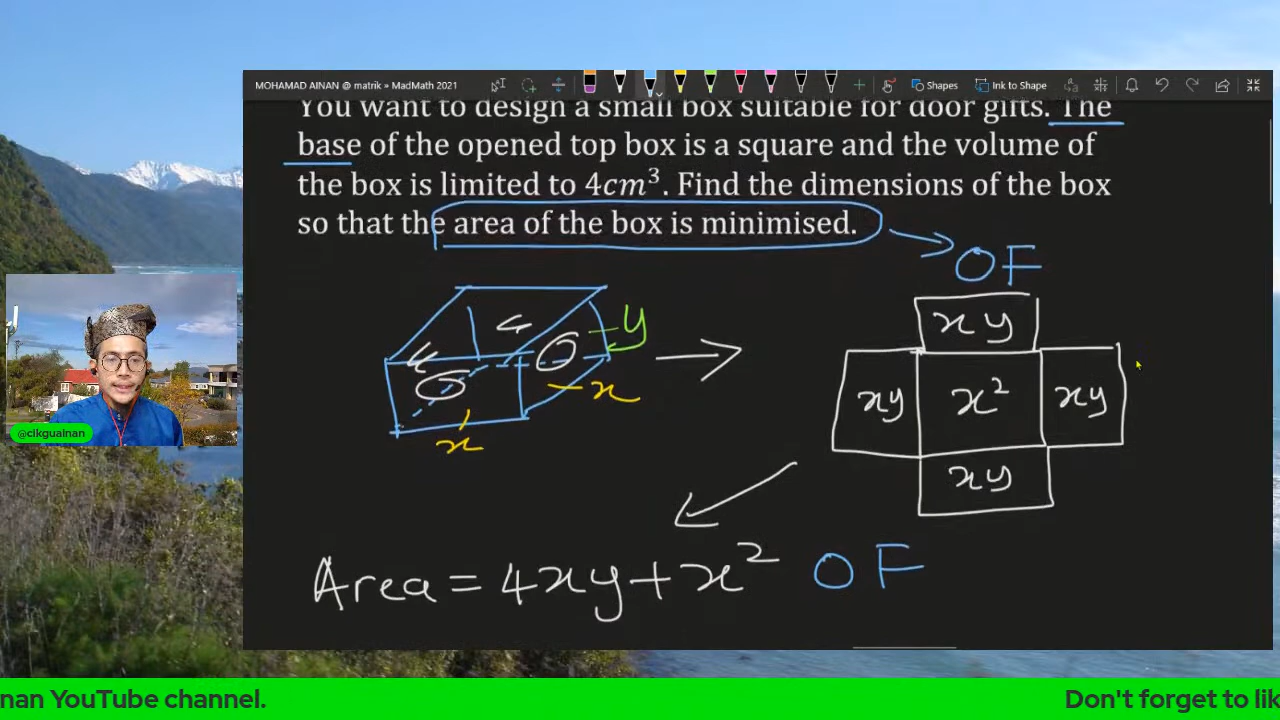 MOHAMAD AINAN @ matrik » MadMath 2021
Shapes
Ink to Shape
You want to design a small box suitable for door gifts. The
base of the opened top box is a square and the volume of
the box is limited to 4cm³. Find the dimensions of the box
so that the area of the box is minimised.
OF
xy
y
xy
x²
xy
x
x
xy
Area = 4xy + x² OF
@cikguainan
nan YouTube channel.
Don't forget to lik